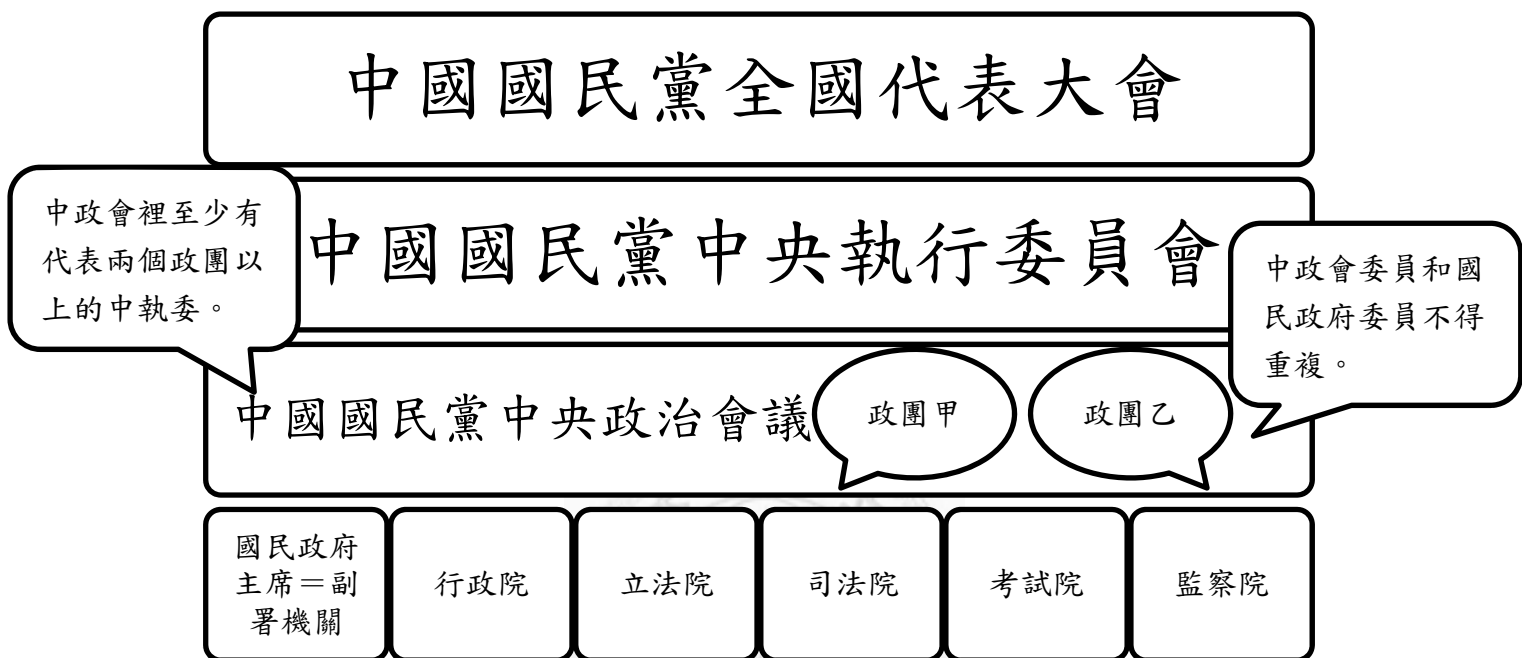 中國國民黨全國代表大會
中政會裡至少有
代表兩個政團以
上的中執委。
中國國民黨中央執行委員會
中政會委員和國
民政府委員不得
重複。
中國國民黨中央政治會議
政團甲
政團乙
國民政府
主席＝副
署機關
行政院
立法院
司法院
考試院
監察院